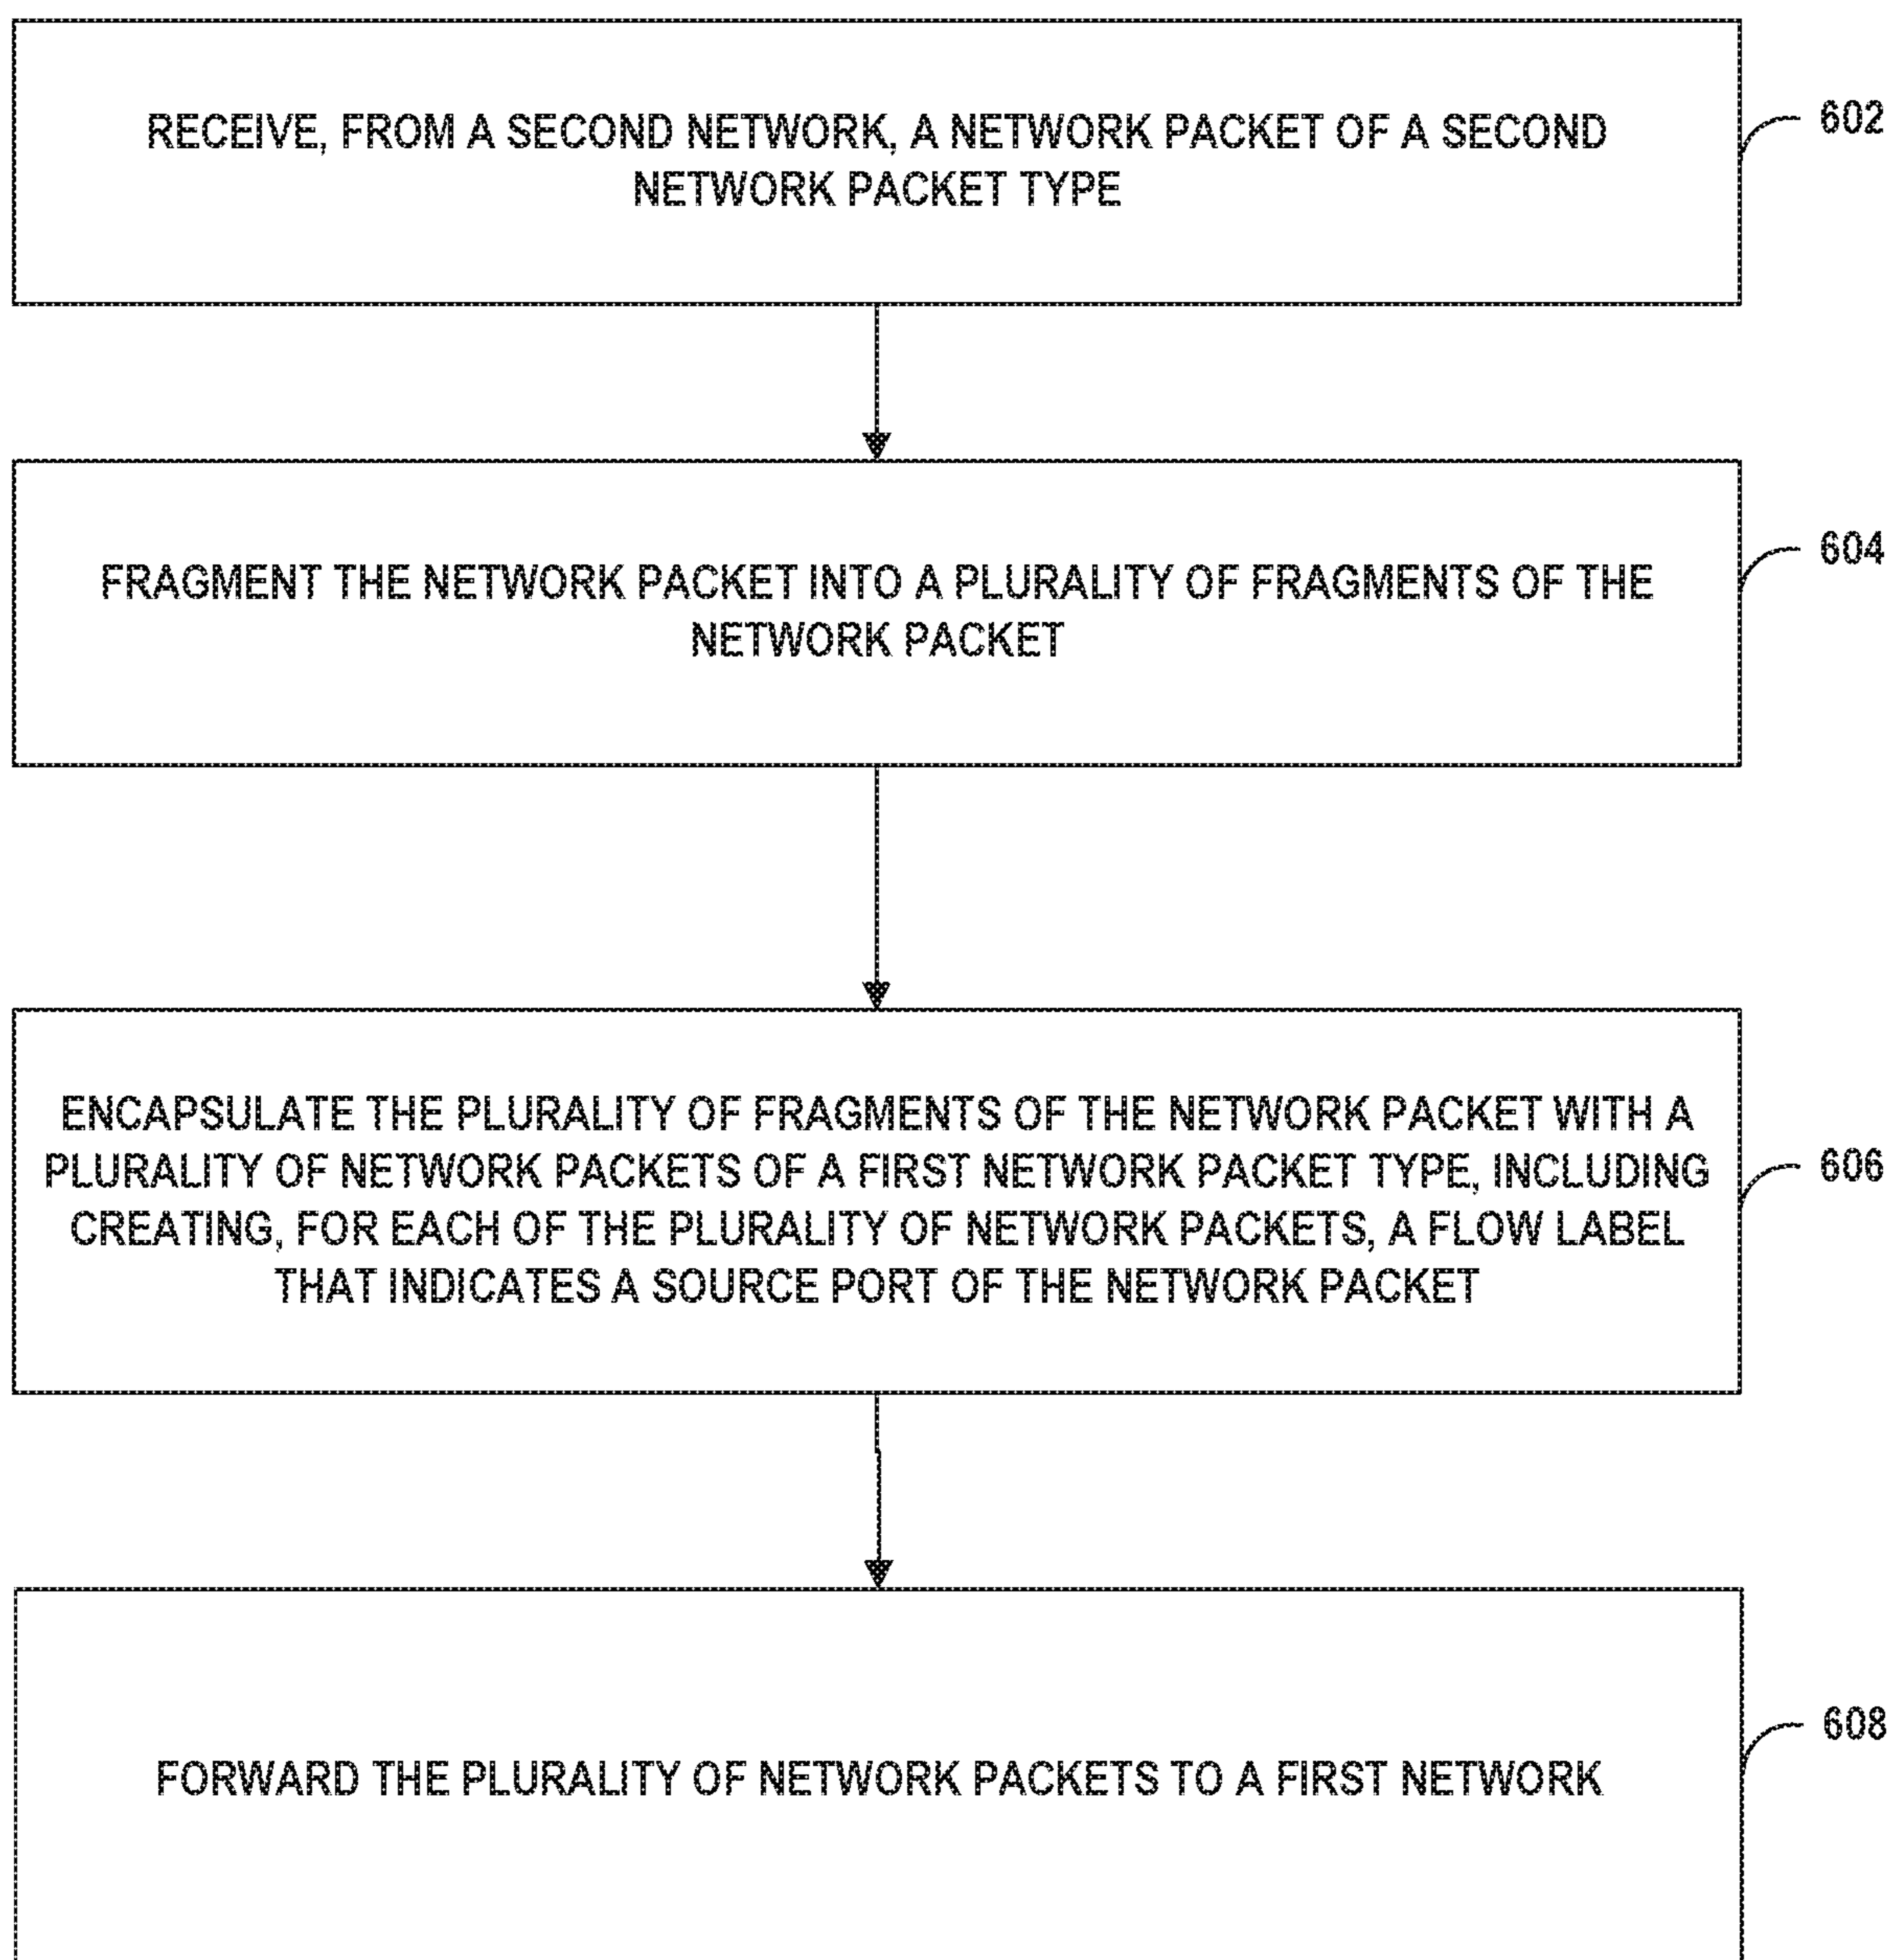 RECEIVE, FROM A SECOND NETWORK, A NETWORK PACKET OF A SECOND
NETWORK PACKET TYPE
602
FRAGMENT THE NETWORK PACKET INTO A PLURALITY OF FRAGMENTS OF THE
NETWORK PACKET
604
ENCAPSULATE THE PLURALITY OF FRAGMENTS OF THE NETWORK PACKET WITH A
PLURALITY OF NETWORK PACKETS OF A FIRST NETWORK PACKET TYPE, INCLUDING
CREATING, FOR EACH OF THE PLURALITY OF NETWORK PACKETS, A FLOW LABEL
THAT INDICATES A SOURCE PORT OF THE NETWORK PACKET
606
FORWARD THE PLURALITY OF NETWORK PACKETS TO A FIRST NETWORK
608